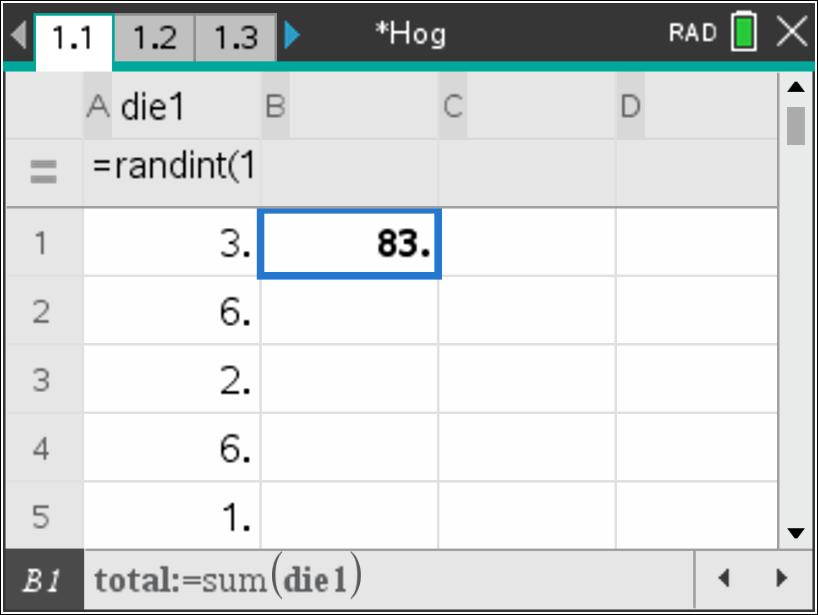 1.1 1.2 1.3 *Hog RAD
A die1 B C D
= =randint(1
1 3. 83.
2 6.
3 2.
4 6.
5 1.
B1 total:=sum(die1)